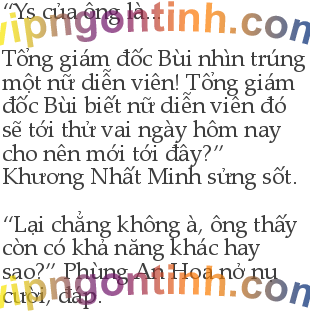 “Ys của ông là...
Tổng giám đốc Bùi nhìn trúng
một nữ diễn viên! Tổng giám
đốc Bùi biết nữ diễn viên đó
sẽ tới thử vai ngày hôm nay
cho nên mới tới đây?”
Khương Nhất Minh sửng sốt.
“Lại chẳng không à, ông thấy
còn có khả năng khác hay
sao?” Phùng An Hoa nở nụ
cười, đáp.
vipngontinh.com
vipngontinh.com